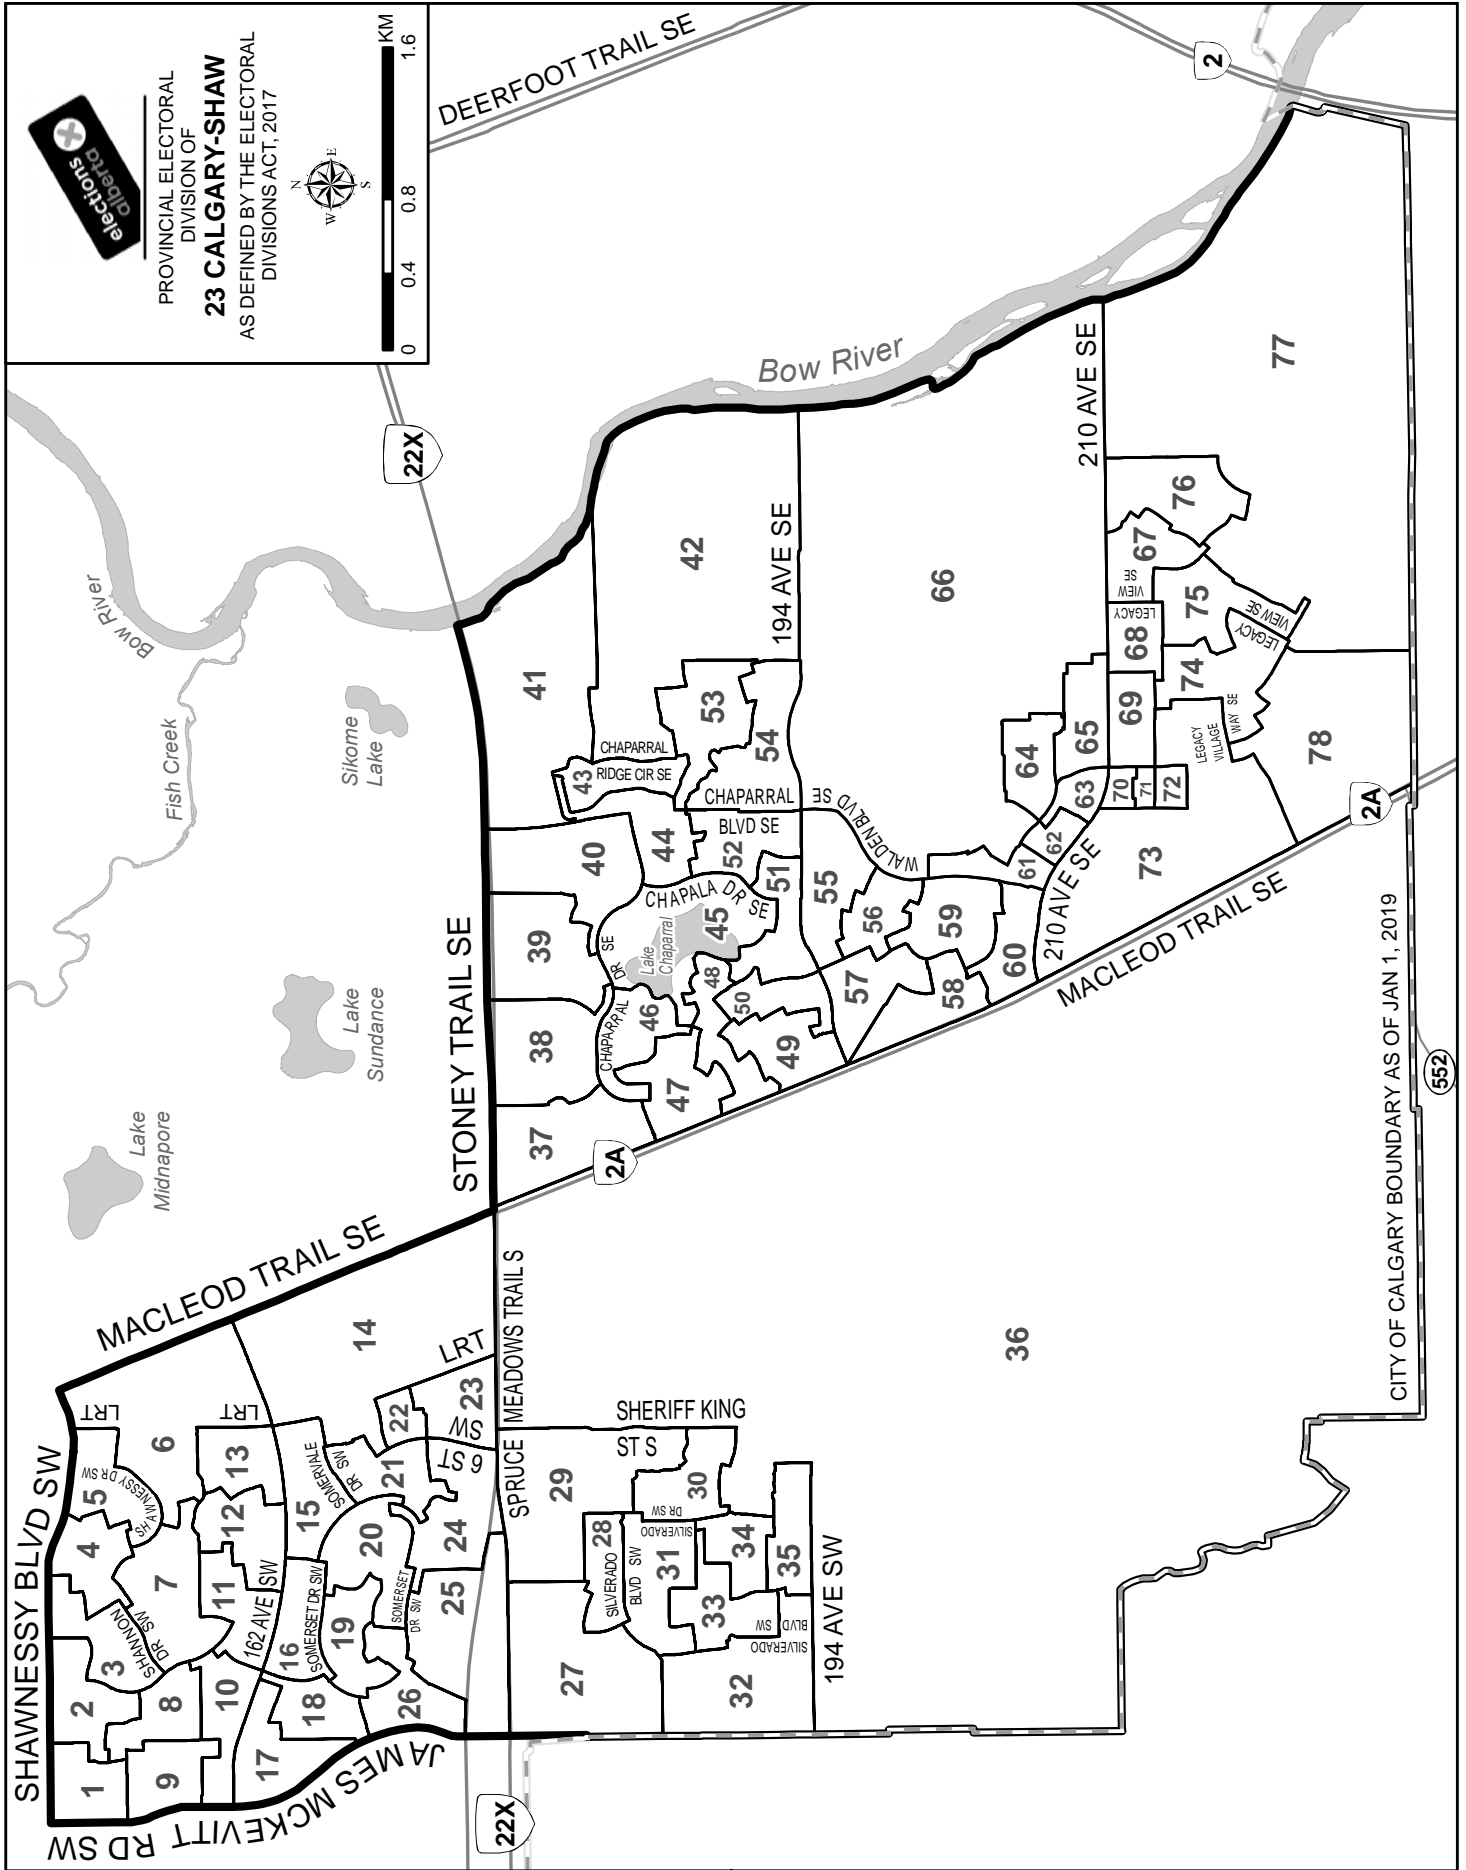 elections
alberta
PROVINCIAL ELECTORAL
DIVISION OF
23 CALGARY-SHAW
AS DEFINED BY THE ELECTORAL
DIVISIONS ACT, 2017
N
W
E
S
KM
0
0.4
0.8
1.6
SHAWNESSY BLVD SW
MACLEOD TRAIL SE
JAMES MCKEVITT RD SW
Lake
Midnapore
Lake
Sundance
Fish Creek
Sikome
Lake
Bow River
DEERFOOT TRAIL SE
2
22X
STONEY TRAIL SE
1
2
3
4
5
6
7
8
9
10
11
12
13
SHANNON
DR SW
SHAWNESSY DR SW
LRT
LRT
162 AVE SW
14
15
16
17
18
19
20
21
22
23
24
25
26
SOMERVALE
DR SW
SOMERSET DR SW
SOMERSET
DR SW
6 ST SW
LRT
22X
SPRUCE MEADOWS TRAIL S
SHERIFF KING
ST S
27
28
29
30
31
32
33
34
35
SILVERADO
BLVD SW
SILVERADO
DR SW
SILVERADO
BLVD SW
194 AVE SW
36
2A
37
38
39
40
41
42
43
44
45
46
47
48
49
50
51
52
53
54
CHAPARRAL
DR SE
Lake
Chaparral
CHAPALA DR SE
CHAPARRAL
RIDGE CIR SE
CHAPARRAL
BLVD SE
194 AVE SE
Bow River
55
56
57
58
59
60
61
62
63
64
65
66
WALDEN BLVD SE
210 AVE SE
210 AVE SE
MACLEOD TRAIL SE
67
68
69
70
71
72
73
74
75
76
77
78
LEGACY
VIEW
SE
LEGACY
VIEW SE
LEGACY
VILLAGE
WAY SE
2A
CITY OF CALGARY BOUNDARY AS OF JAN 1, 2019
552